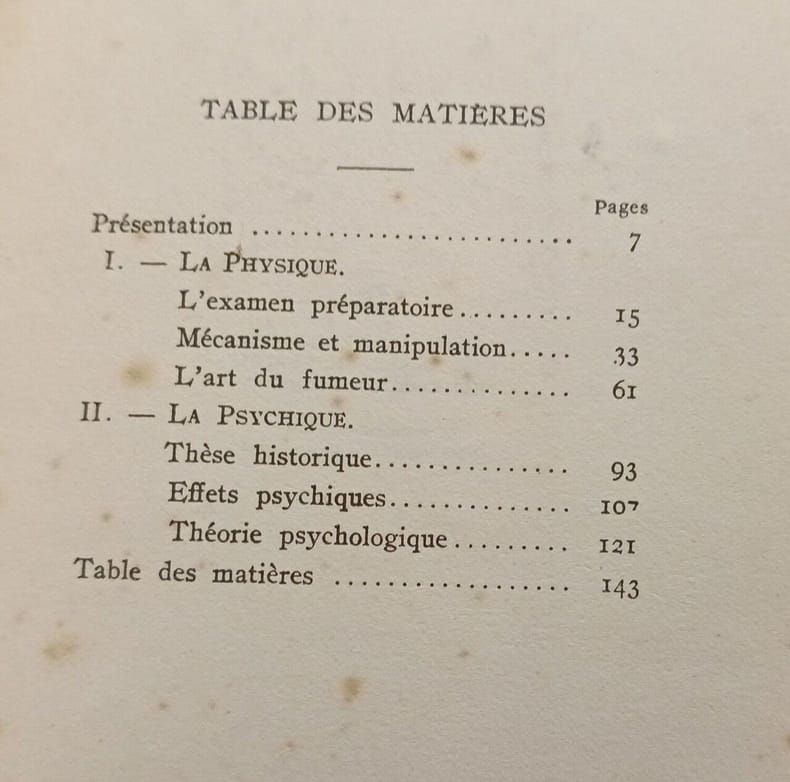 TABLE DES MATIÈRES
Pages
Présentation ........................ 7
I. — LA PHYSIQUE.
L'examen préparatoire......... 15
Mécanisme et manipulation..... 33
L'art du fumeur.............. 61
II. — LA PSYCHIQUE.
Thèse historique............... 93
Effets psychiques.............. 107
Théorie psychologique......... 121
Table des matières .................. 143